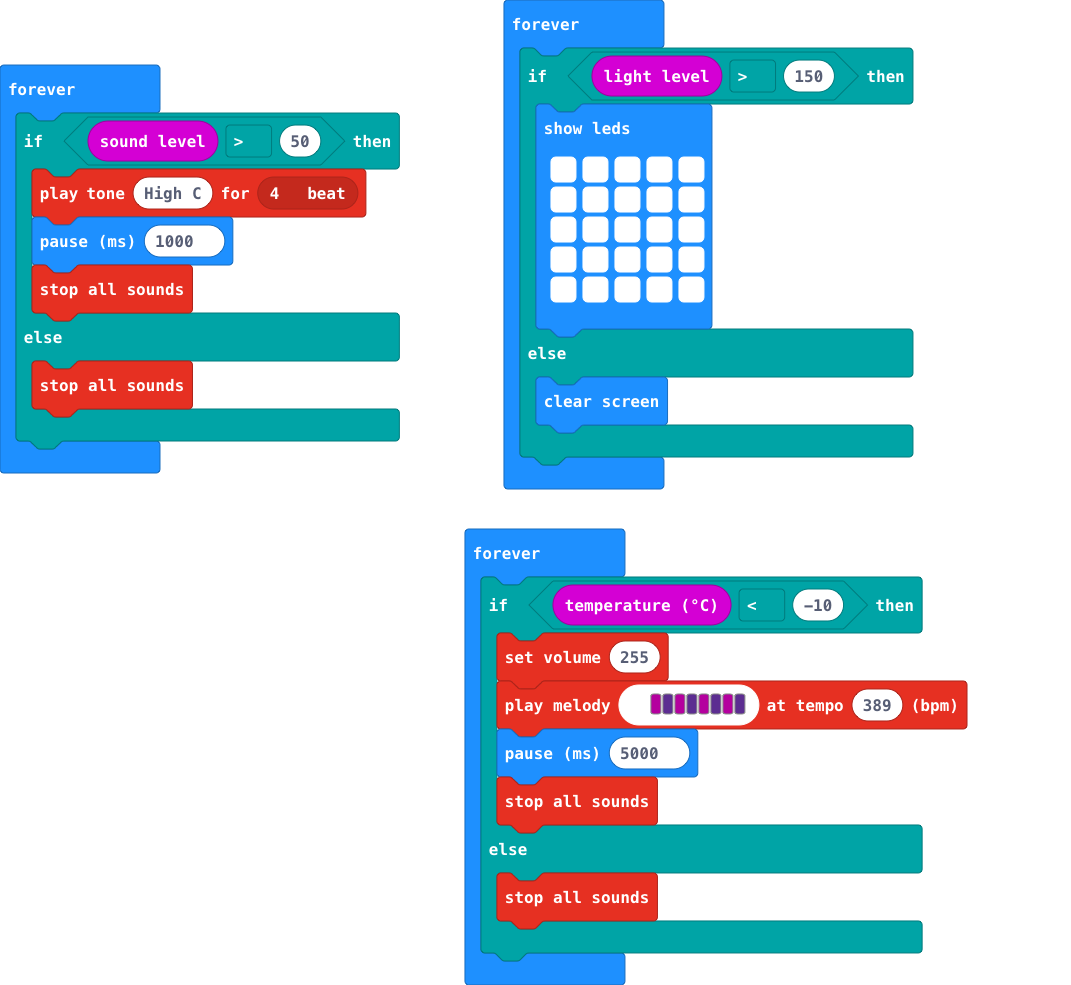 forever
if sound level > 50 then
play tone High C for 4 beat
pause (ms) 1000
stop all sounds
else
stop all sounds
forever
if light level > 150 then
show leds
else
clear screen
forever
if temperature (°C) < -10 then
set volume 255
play melody at tempo 389 (bpm)
pause (ms) 5000
stop all sounds
else
stop all sounds